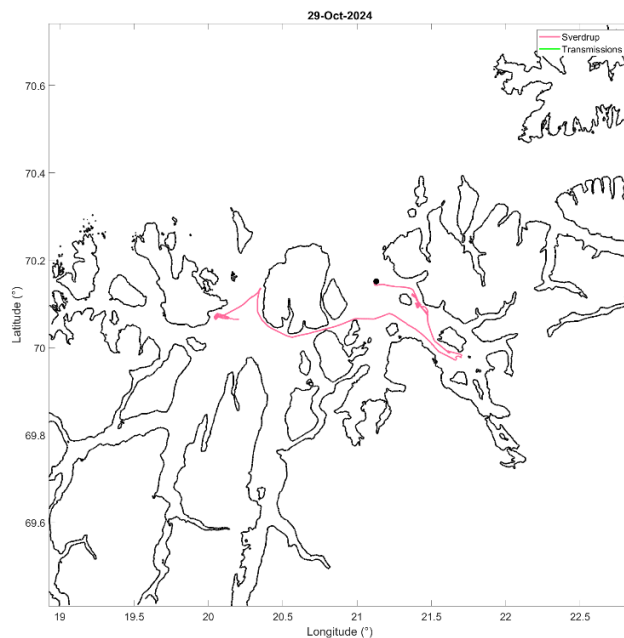 29-Oct-2024
Sverdrup
Transmissions
70.6
70.4
70.2
70
69.8
69.6
Latitude (°)
19
19.5
20
20.5
21
21.5
22
22.5
Longitude (°)